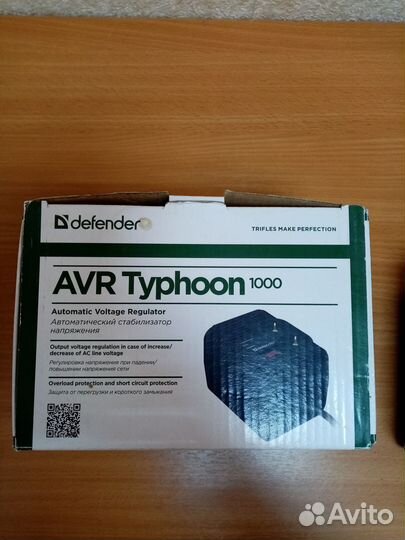 defender
TRIFLES MAKE PERFECTION
AVR Typhoon 1000
Automatic Voltage Regulator
Автоматический стабилизатор
напряжения
Output voltage regulation in case of increase/
decrease of AC line voltage
Регулировка напряжения при падении/
повышении напряжения сети
Overload protection and short circuit protection
Защита от перегрузки и короткого замыкания
Avito